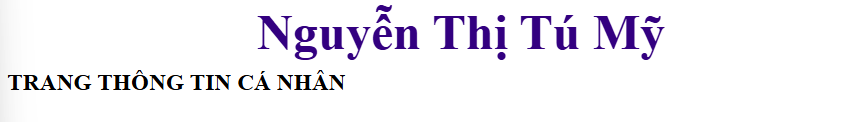 Nguyễn Thị Tú Mỹ
TRANG THÔNG TIN CÁ NHÂN